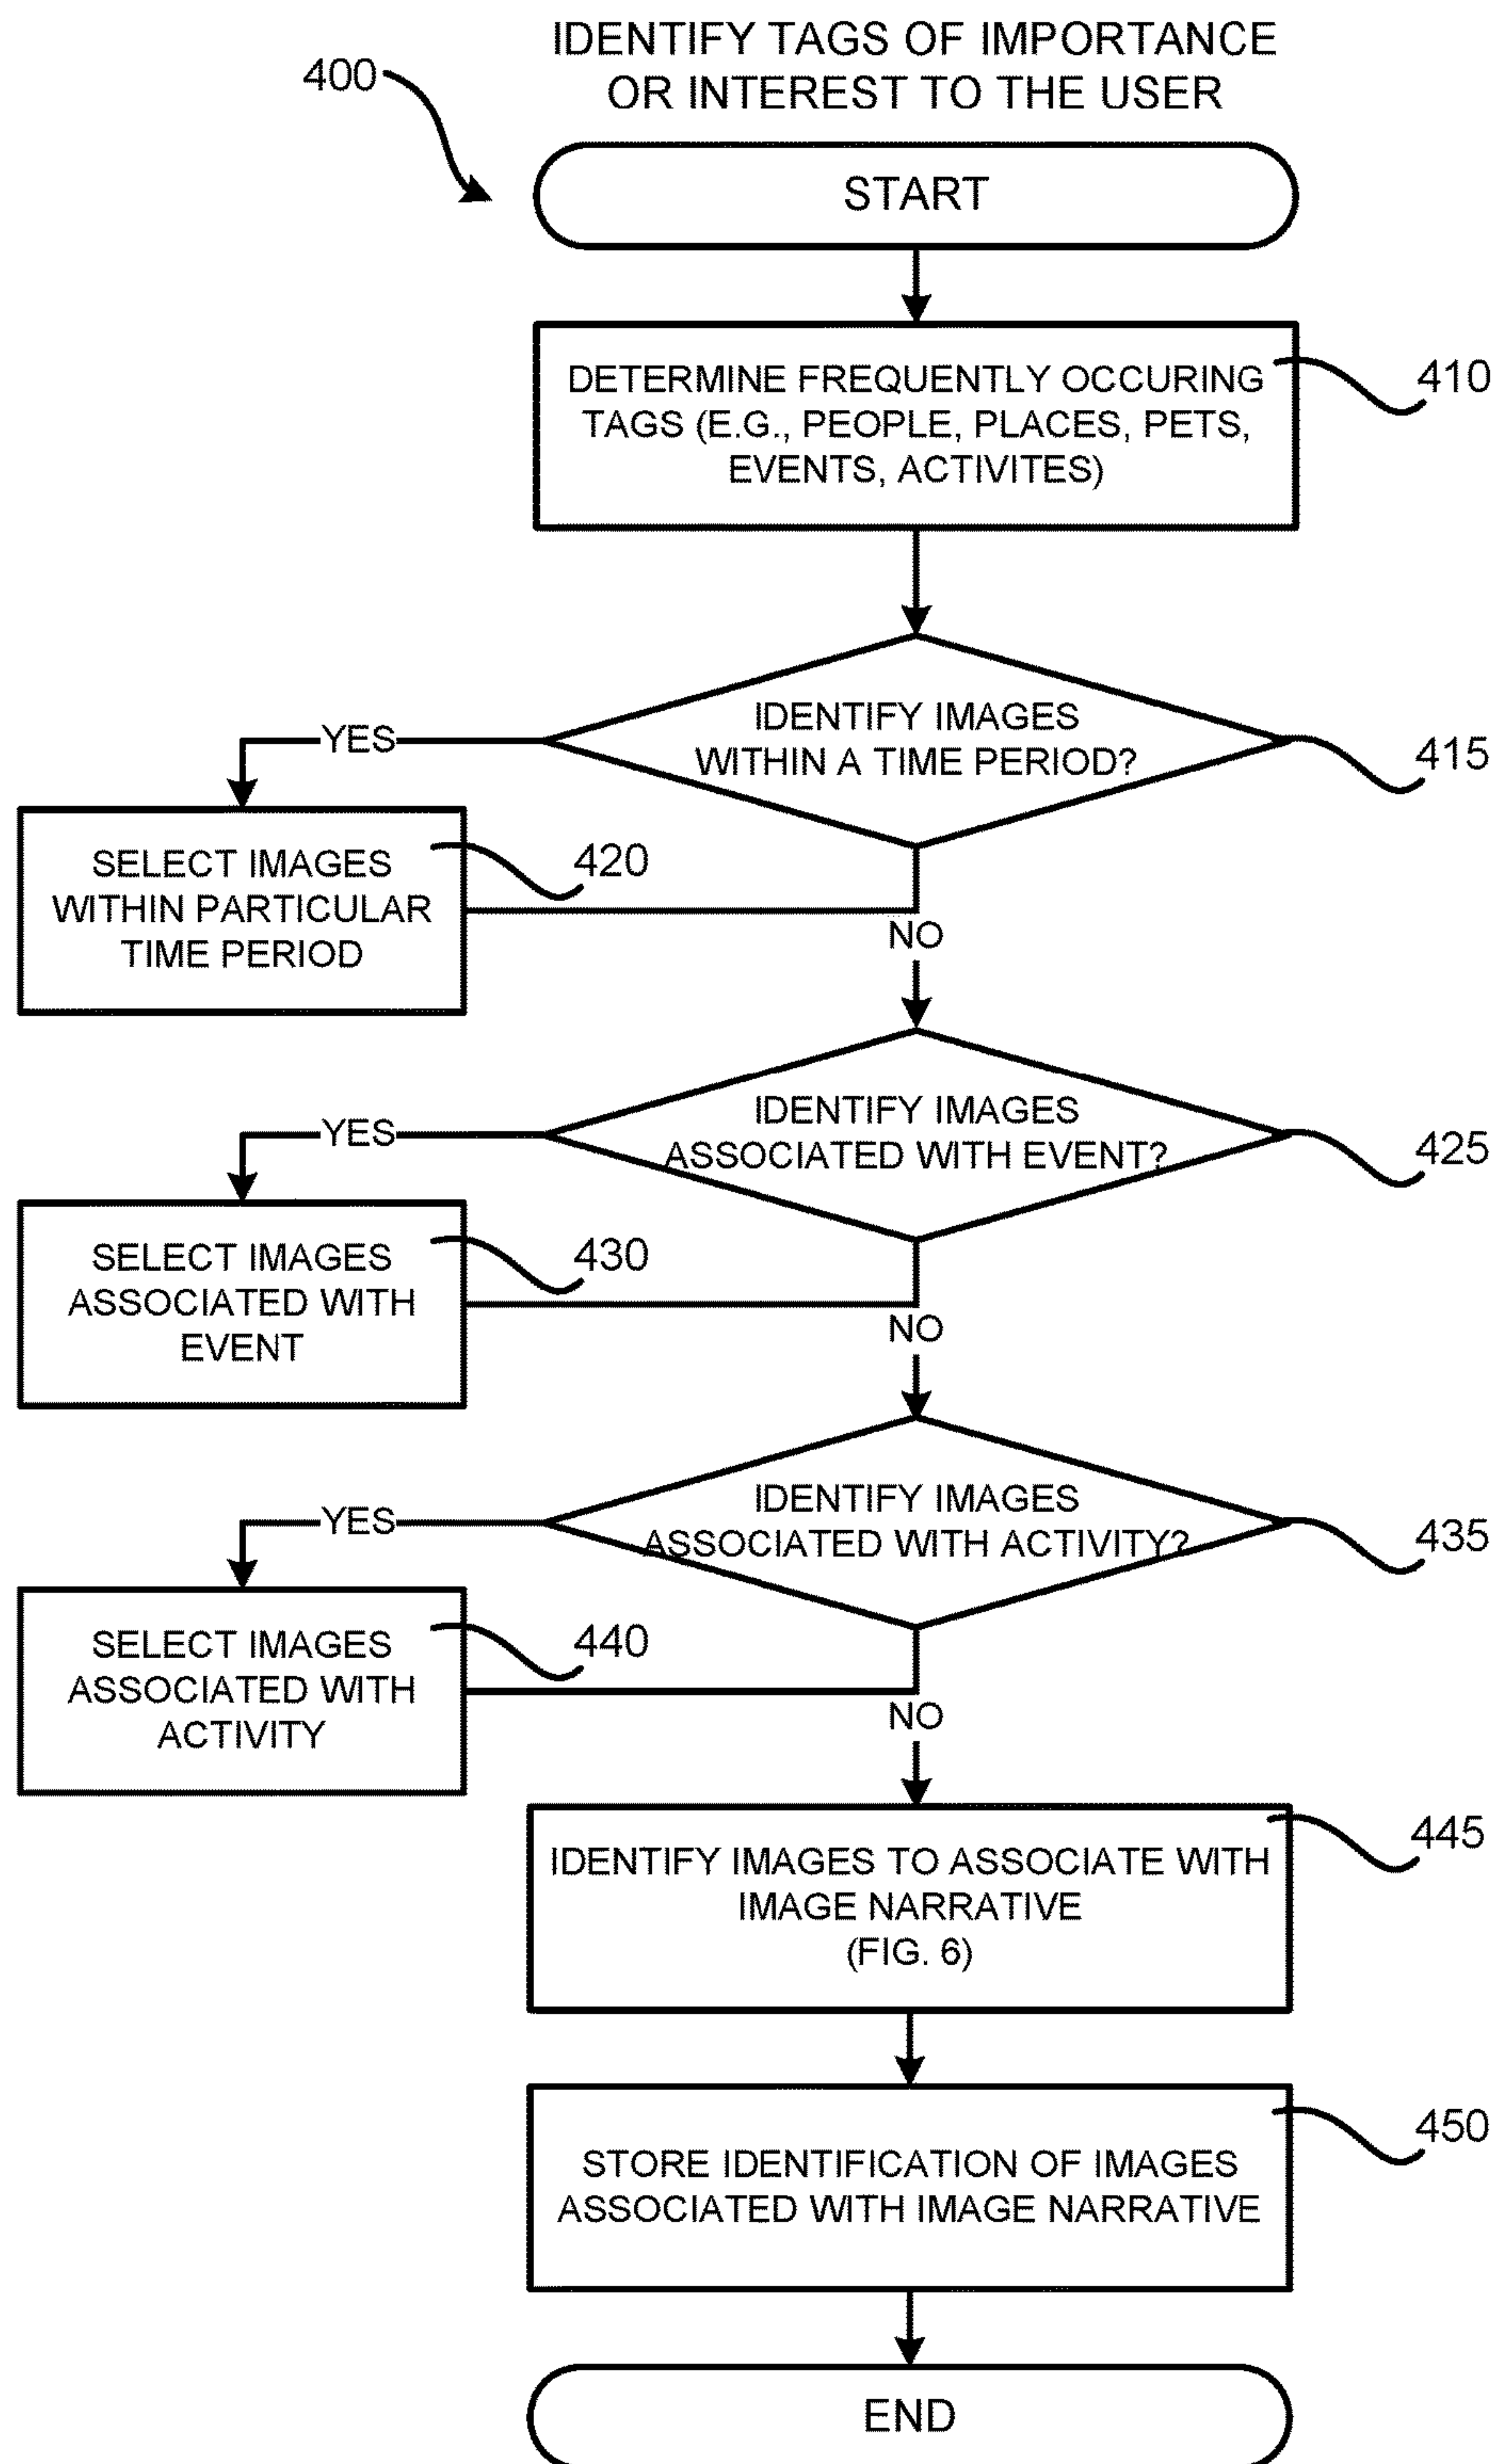 IDENTIFY TAGS OF IMPORTANCE
OR INTEREST TO THE USER
400
START
DETERMINE FREQUENTLY OCCURING
TAGS (E.G., PEOPLE, PLACES, PETS,
EVENTS, ACTIVITES)
410
IDENTIFY IMAGES
WITHIN A TIME PERIOD?
415
YES
SELECT IMAGES
WITHIN PARTICULAR
TIME PERIOD
420
NO
IDENTIFY IMAGES
ASSOCIATED WITH EVENT?
425
YES
SELECT IMAGES
ASSOCIATED WITH
EVENT
430
NO
IDENTIFY IMAGES
ASSOCIATED WITH ACTIVITY?
435
YES
SELECT IMAGES
ASSOCIATED WITH
ACTIVITY
440
NO
IDENTIFY IMAGES TO ASSOCIATE WITH
IMAGE NARRATIVE
(FIG. 6)
445
STORE IDENTIFICATION OF IMAGES
ASSOCIATED WITH IMAGE NARRATIVE
450
END